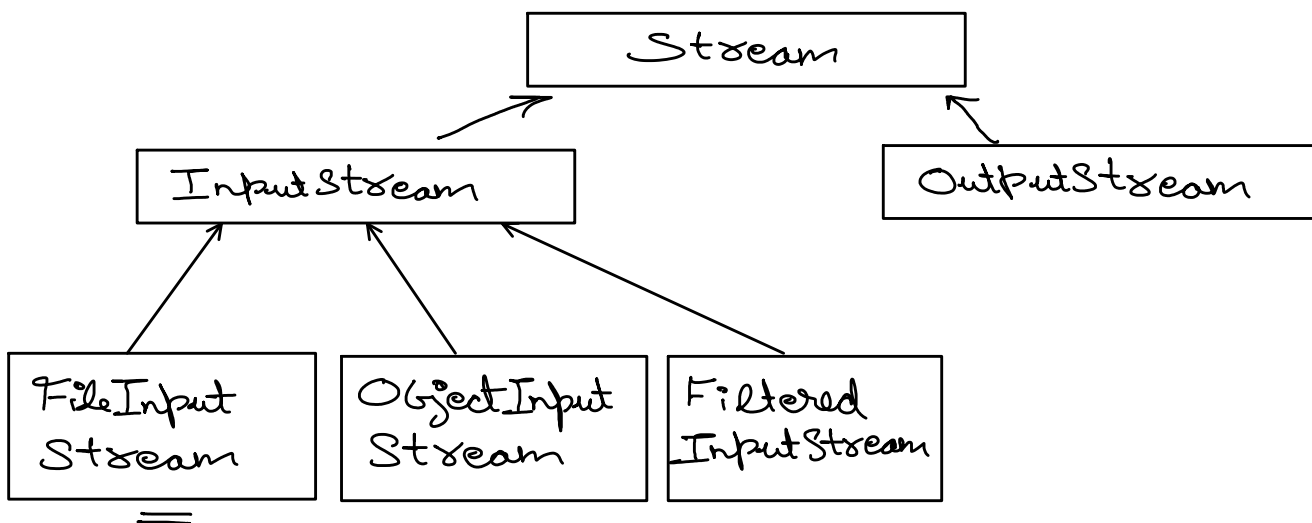 Stream
InputStream
OutputStream
FileInput
Stream
ObjectInput
Stream
Filtered
InputStream